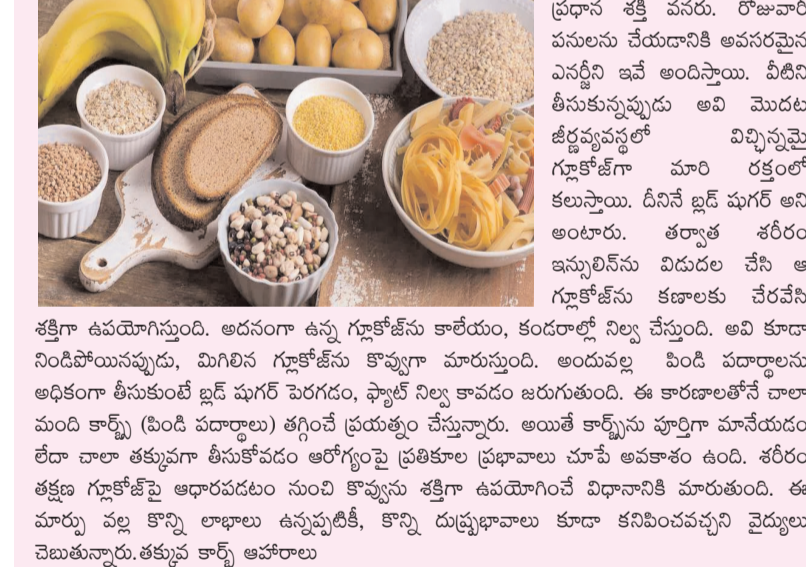 ప్రధాన శక్తి వనరు. రోజువారీ
పనులను చేయడానికి అవసరమైన
ఎనర్జీని ఇవే అందిస్తాయి. వీటిని
తీసుకున్నప్పుడు అవి మొదట
జీర్ణవ్యవస్థలో విచ్ఛిన్నమై
గ్లూకోజ్‌గా మారి రక్తంలో
కలుస్తాయి. దీనినే బ్లడ్ షుగర్ అని
అంటారు. తర్వాత శరీరం
ఇన్సులిన్‌ను విడుదల చేసి ఆ
గ్లూకోజ్‌ను కణాలకు చేరవేసి
శక్తిగా ఉపయోగిస్తుంది. అదనంగా ఉన్న గ్లూకోజ్‌ను కాలేయం, కండరాల్లో నిల్వ చేస్తుంది. అవి కూడా
నిండిపోయినప్పుడు, మిగిలిన గ్లూకోజ్‌ను కొవ్వుగా మారుస్తుంది. అందువల్ల పిండి పదార్థాలను
అధికంగా తీసుకుంటే బ్లడ్ షుగర్ పెరగడం, ఫ్యాట్ నిల్వ కావడం జరుగుతుంది. ఈ కారణాలతోనే చాలా
మంది కార్బ్స్ (పిండి పదార్థాలు) తగ్గించే ప్రయత్నం చేస్తున్నారు. అయితే కార్బ్స్‌ను పూర్తిగా మానేయడం
లేదా చాలా తక్కువగా తీసుకోవడం ఆరోగ్యంపై ప్రతికూల ప్రభావాలు చూపే అవకాశం ఉంది. శరీరం
తక్షణ గ్లూకోజ్‌పై ఆధారపడటం నుంచి కొవ్వును శక్తిగా ఉపయోగించే విధానానికి మారుతుంది. ఈ
మార్పు వల్ల కొన్ని లాభాలు ఉన్నప్పటికీ, కొన్ని దుష్ప్రభావాలు కూడా కనిపించవచ్చని వైద్యులు
చెబుతున్నారు.తక్కువ కార్బ్ ఆహారాలు